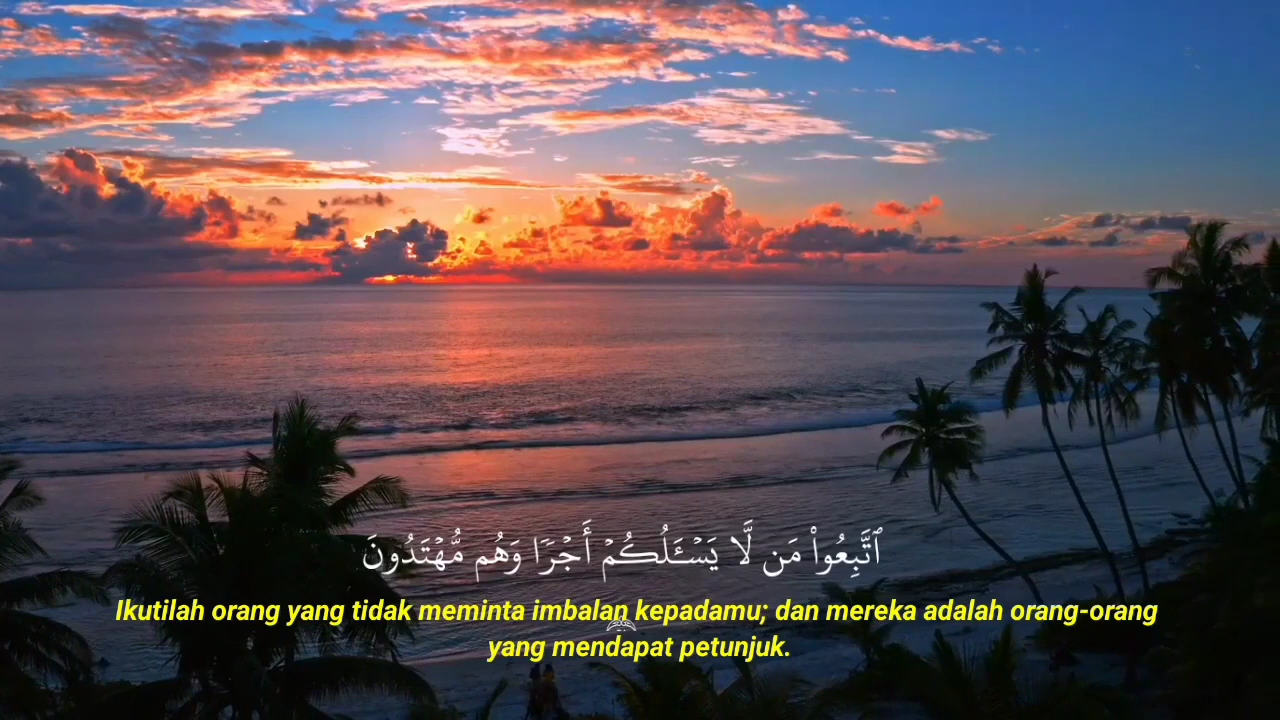 ٱتَّبِعُوا۟ مَن لَّا يَسْـَٔلُكُمْ أَجْرًا وَهُم مُّهْتَدُونَ
Ikutilah orang yang tidak meminta imbalan kepadamu; dan mereka adalah orang-orang
yang mendapat petunjuk.